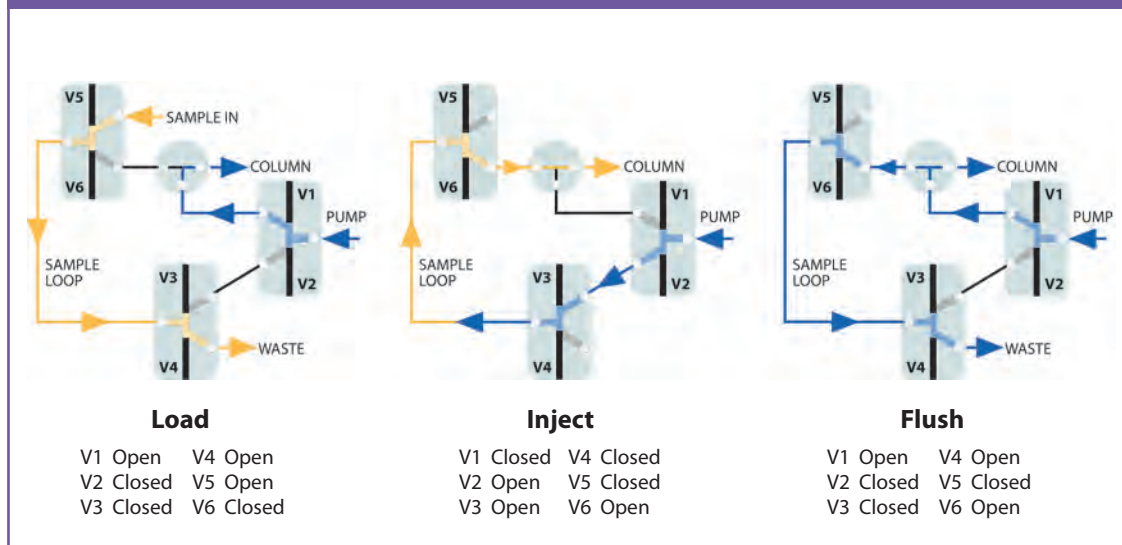 V5
SAMPLE IN
COLUMN
V6
V1
PUMP
SAMPLE
LOOP
V3
V2
WASTE
V4
Load
V1 Open V4 Open
V2 Closed V5 Open
V3 Closed V6 Closed
V5
COLUMN
V6
V1
PUMP
SAMPLE
LOOP
V3
V2
V4
Inject
V1 Closed V4 Closed
V2 Open V5 Closed
V3 Open V6 Open
V5
COLUMN
V6
V1
PUMP
SAMPLE
LOOP
V3
V2
WASTE
V4
Flush
V1 Open V4 Open
V2 Closed V5 Closed
V3 Closed V6 Open